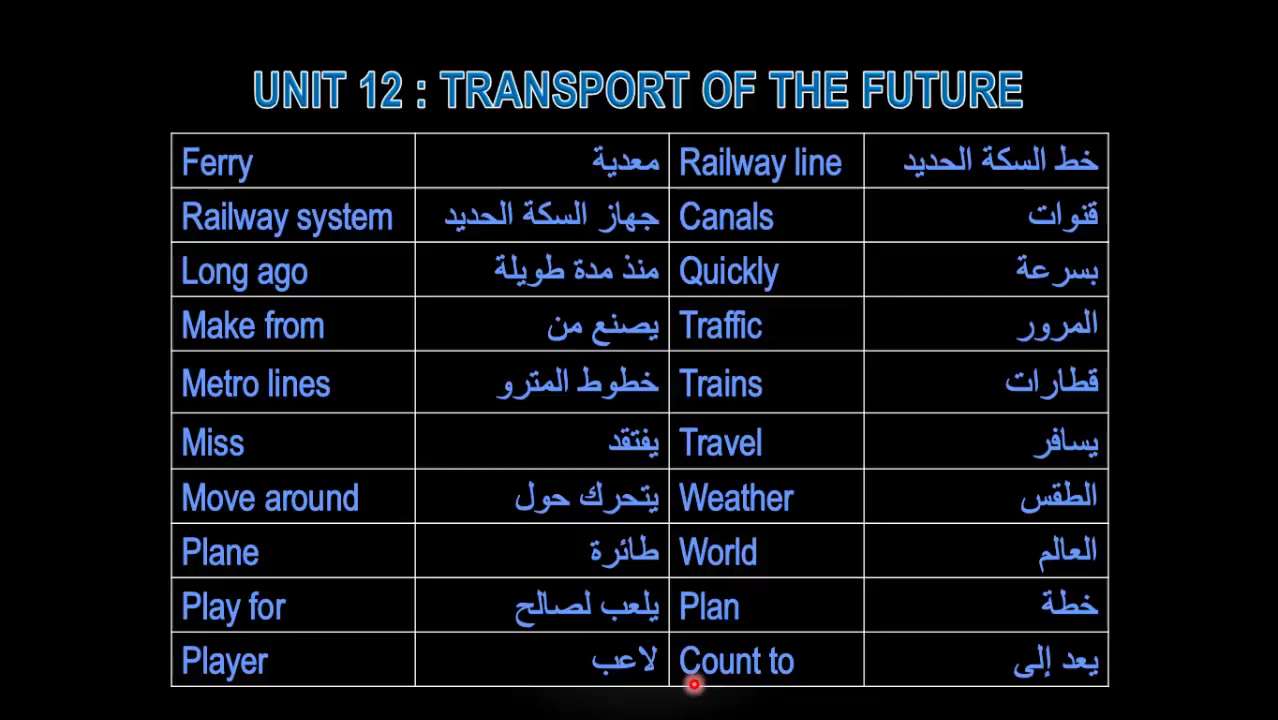 UNIT 12 : TRANSPORT OF THE FUTURE
Ferry معدية Railway line خط السكة الحديد
Railway system جهاز السكة الحديد Canals قنوات
Long ago منذ مدة طويلة Quickly بسرعة
Make from يصنع من Traffic المرور
Metro lines خطوط المترو Trains قطارات
Miss يفتقد Travel يسافر
Move around يتحرك حول Weather الطقس
Plane طائرة World العالم
Play for يلعب لصالح Plan خطة
Player لاعب Count to يعد إلى